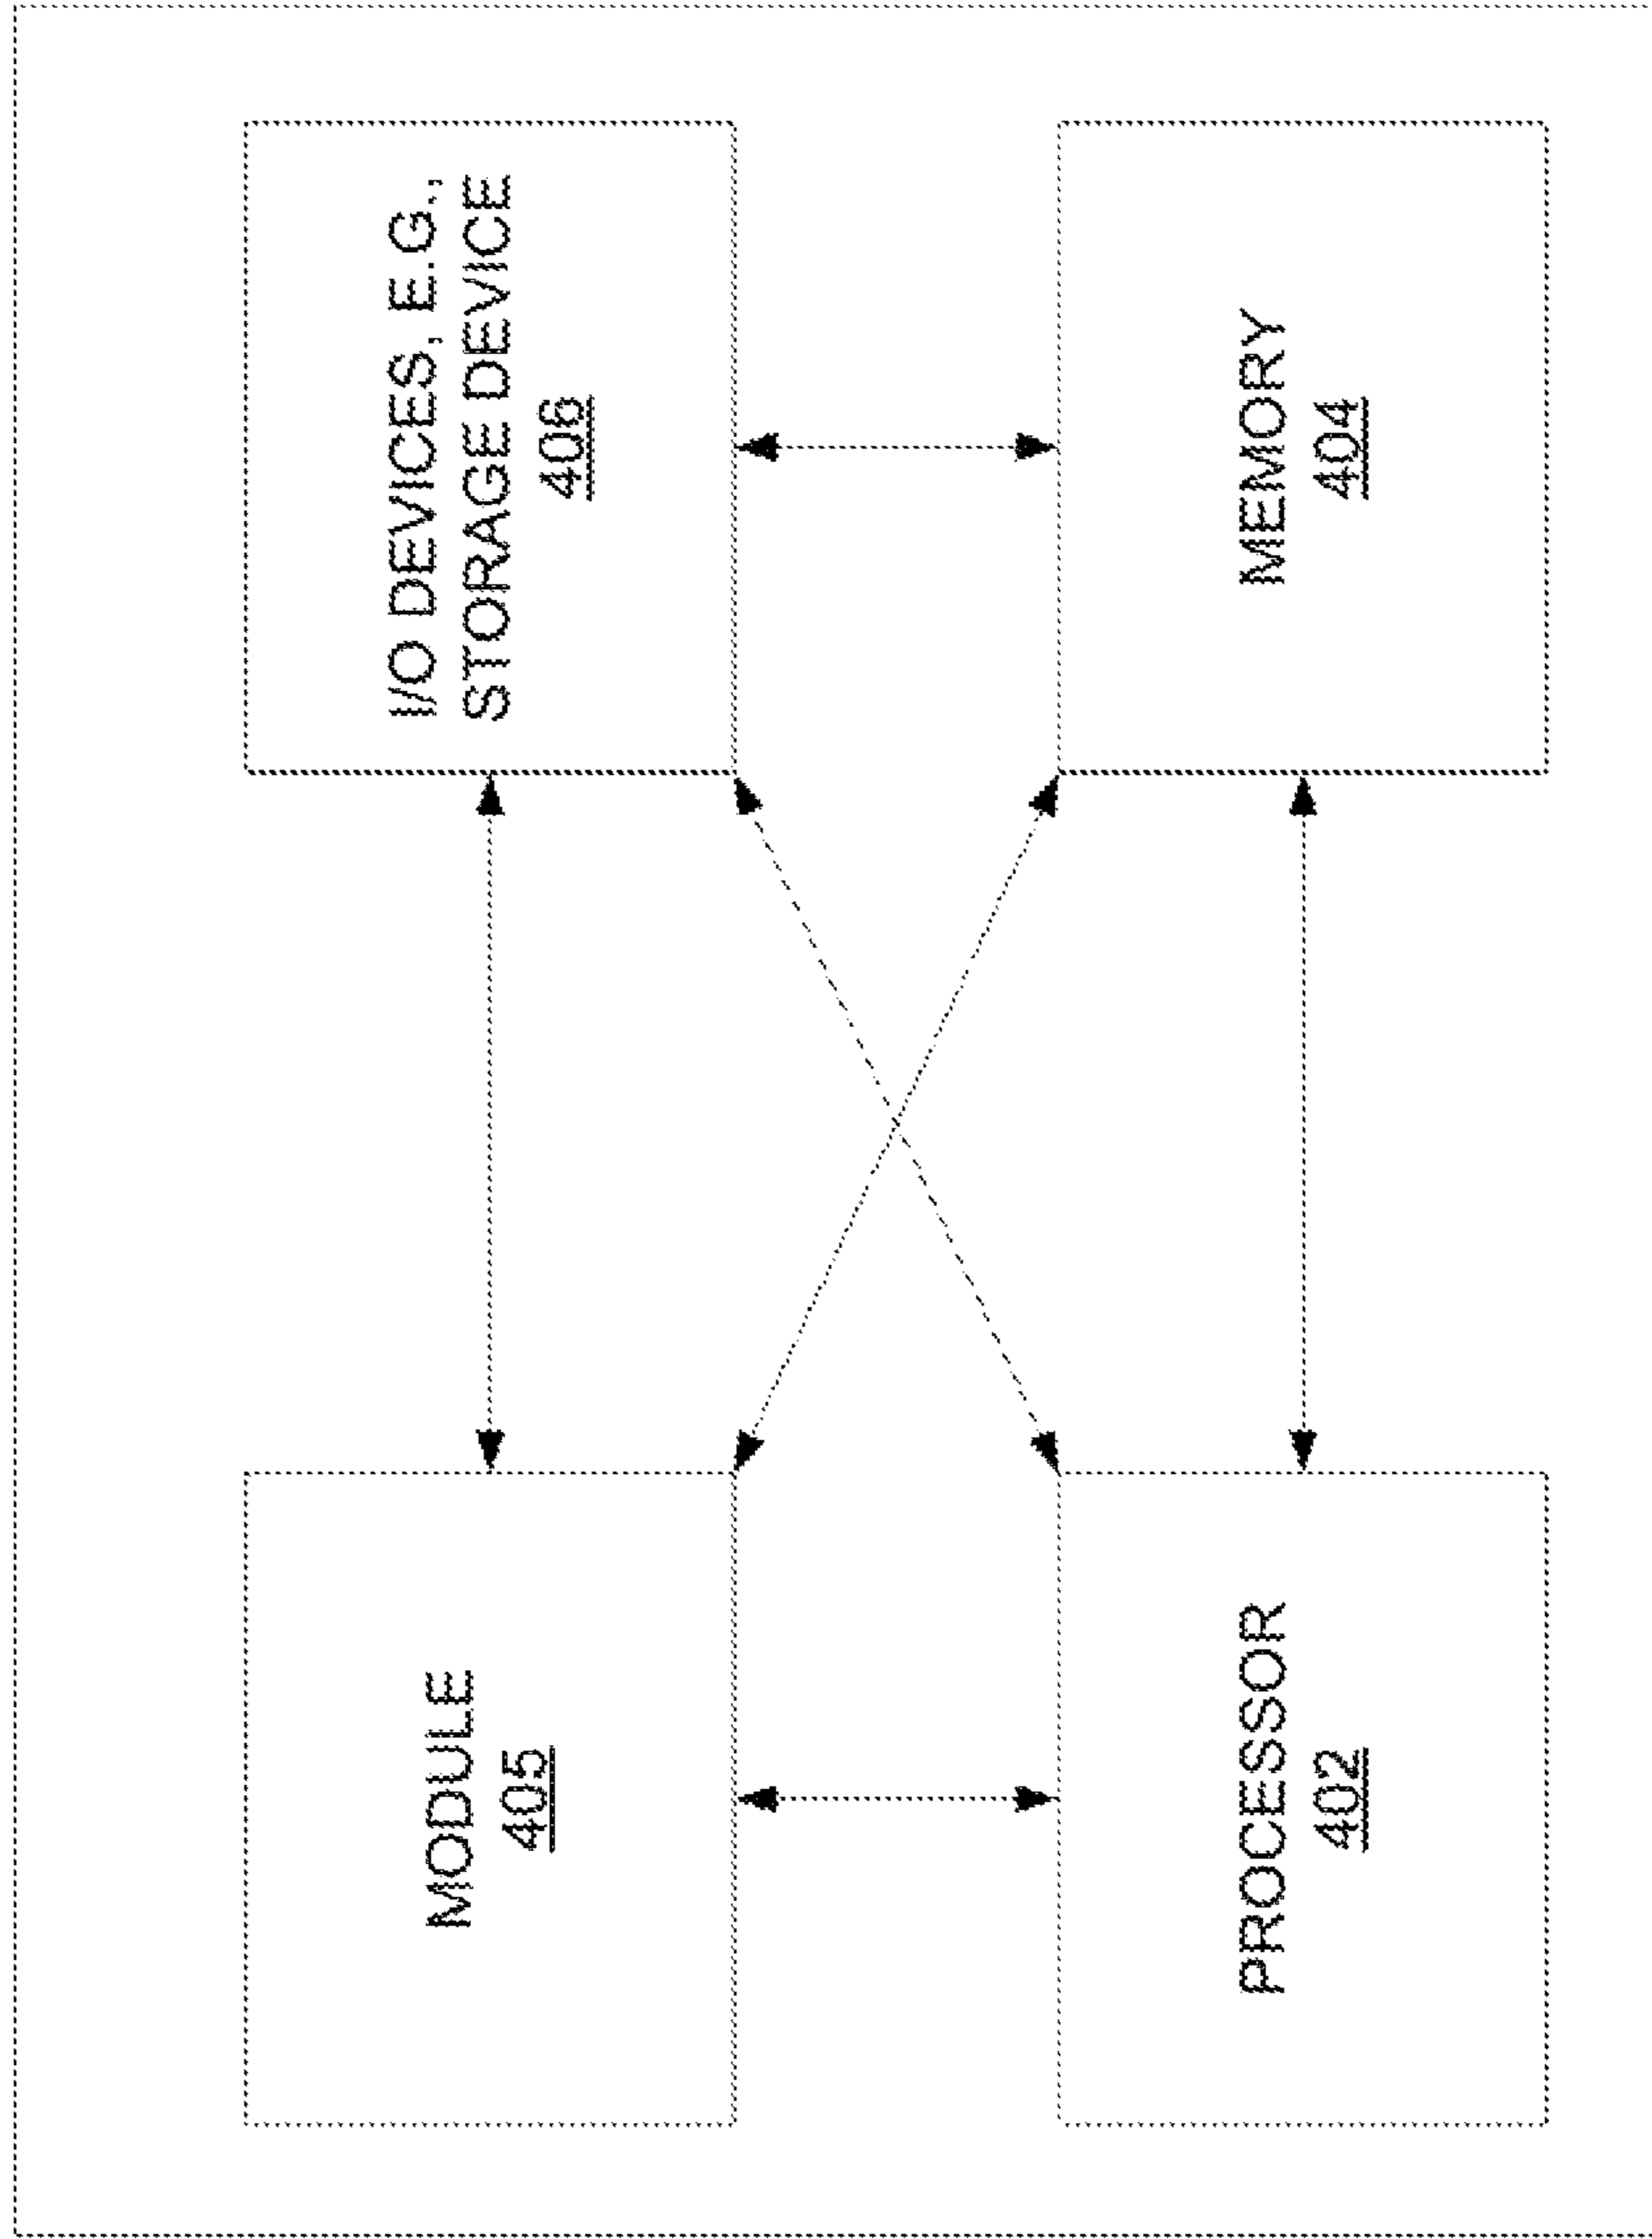 MODULE
405
I/O DEVICES, E.G.,
STORAGE DEVICE
406
PROCESSOR
402
MEMORY
404